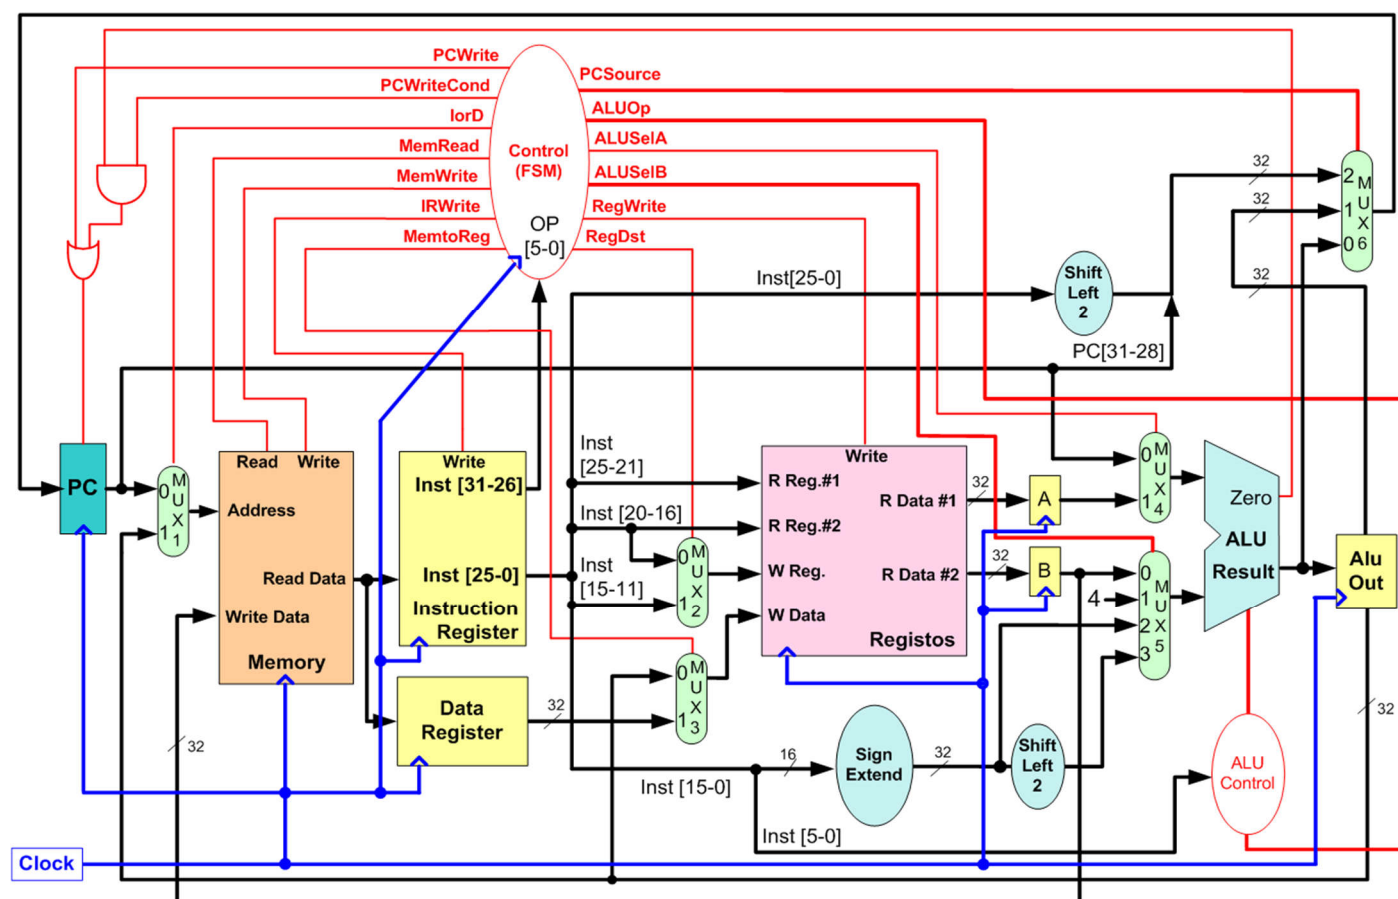 PCWrite
PCWriteCond
IorD
MemRead
MemWrite
IRWrite
MemtoReg
Control
(FSM)
OP
[5-0]
PCSource
ALUOp
ALUSelA
ALUSelB
RegWrite
RegDst
32
32
32
2
1
0
M
U
X
6
Inst[25-0]
Shift
Left
2
PC[31-28]
PC
0
1
M
U
X
1
Read Write
Address
Read Data
Write Data
Memory
32
Write
Inst [31-26]
Inst [25-0]
Instruction
Register
Data
Register
32
Inst
[25-21]
Inst [20-16]
Inst
[15-11]
0
1
M
U
X
2
0
1
M
U
X
3
Write
R Reg.#1
R Reg.#2
W Reg.
W Data
R Data #1
R Data #2
Registos
32
32
A
B
4
0
1
M
U
X
4
0
1
2
3
M
U
X
5
Zero
ALU
Result
Alu
Out
32
Inst [15-0]
16
Sign
Extend
32
Shift
Left
2
Inst [5-0]
ALU
Control
Clock